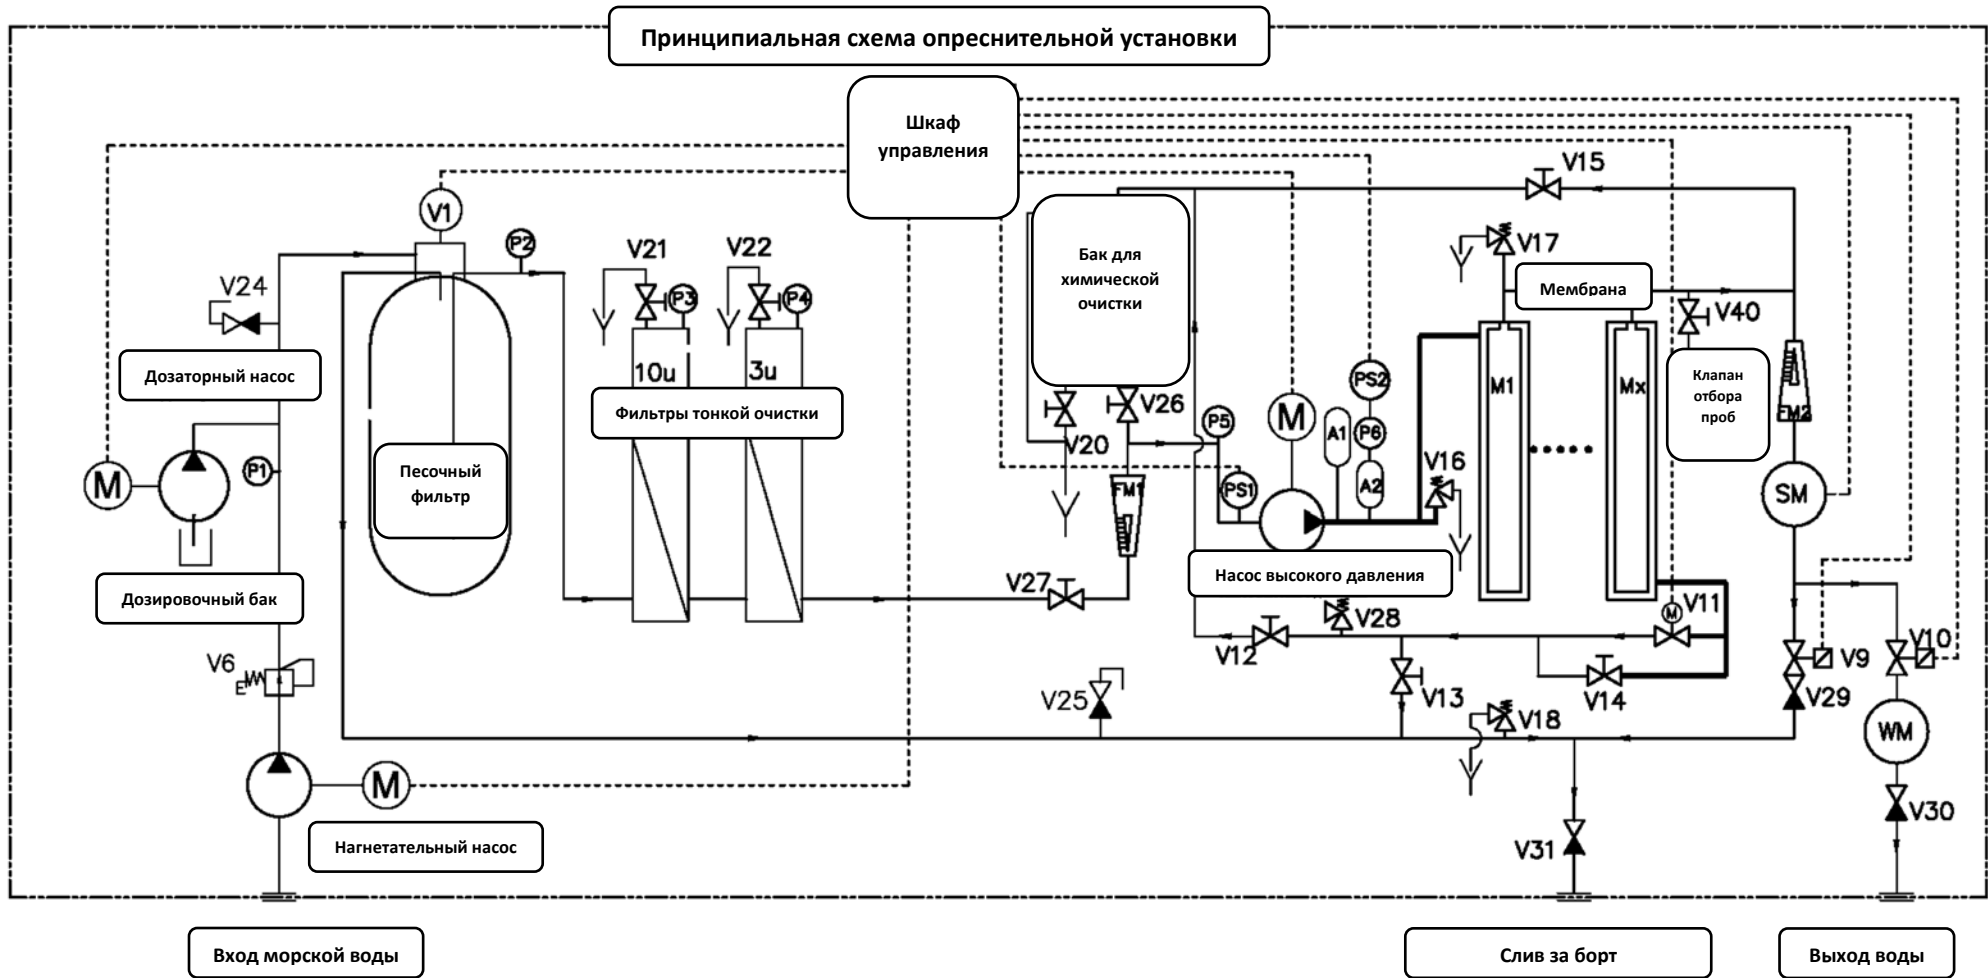 Принципиальная схема опреснительной установки
Шкаф
управления
V15
V1
P2
V21
V22
V17
V24
P3
P4
Бак для
химической
очистки
Мембрана
V40
Дозаторный насос
10u
3u
PS2
M1
Mx
Клапан
отбора
проб
FM2
Фильтры тонкой очистки
V26
M
P5
A1
P6
V20
P1
M
Песочный
фильтр
FM1
PS1
A2
V16
SM
Дозировочный бак
V27
Насос высокого давления
M
V11
V28
V12
V6
E
V13
V14
V9
V10
V25
V18
V29
WM
M
Нагнетательный насос
V31
V30
Вход морской воды
Слив за борт
Выход воды